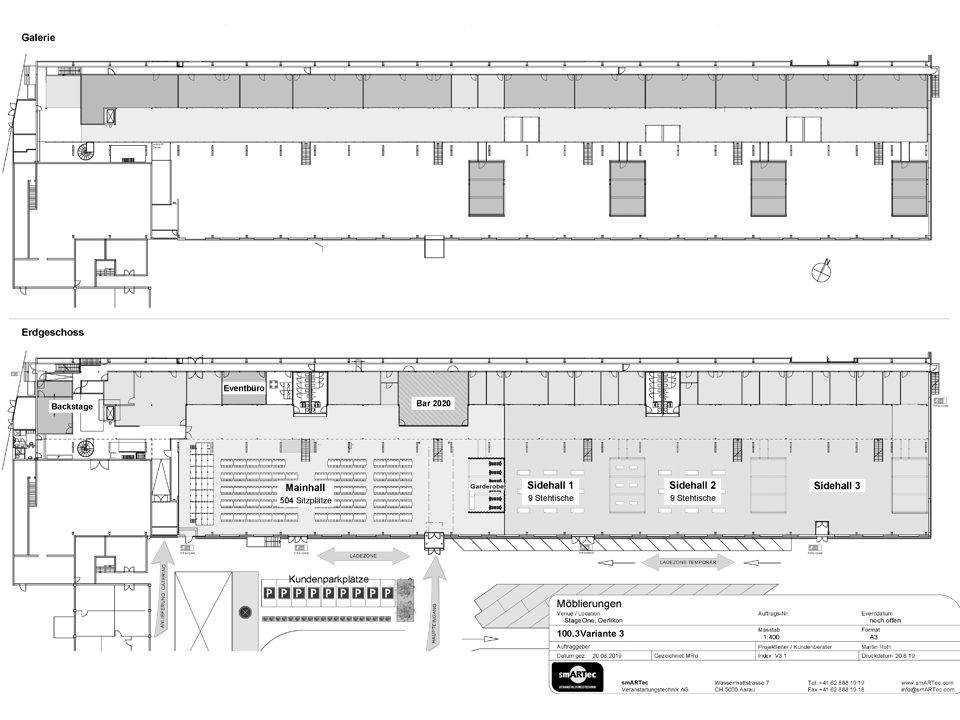 Galerie
N
Erdgeschoss
Backstage
Eventbüro
Bar 2020
Mainhall
504 Sitzplätze
Garderobe
Sidehall 1
9 Stehtische
Sidehall 2
9 Stehtische
Sidehall 3
LADEZONE
LADEZONE TEMPORÄR
ANLIEFERUNG CATERING
HAUPTEINGANG
Kundenparkplätze
P P P P P P P P P
Möblierungen
Venue / Location
StageOne, Oerlikon
Auftrags-Nr.
Eventdatum
noch offen
100.3Variante 3
Massstab
1:400
Format
A3
Auftraggeber
Projektleiter / Kundenberater
Martin Roth
Datum gez. 20.08.2019
Gezeichnet MRo
Index V3.1
Druckdatum 20.8.19
smARTec
VERANSTALTUNGSTECHNIK
smARTec
Veranstaltungstechnik AG
Wassermattstrasse 7
CH-5000 Aarau
Tel. +41 62 888 19 19
Fax +41 62 888 19 16
www.smARTec.com
info@smARTec.com